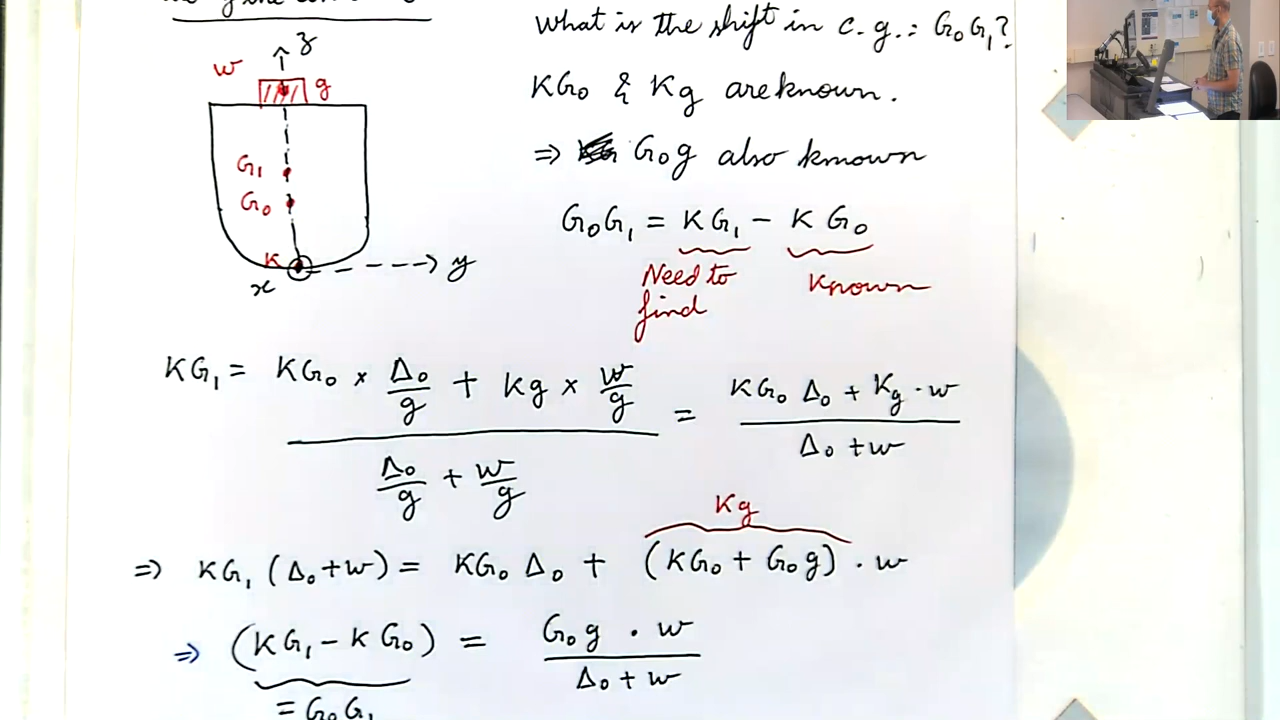 What is the shift in c.g.: G₀G₁?
z
w
g
KG₀ & Kg are known.
G₁
⇒ G₀g also known
G₀
G₀G₁ = KG₁ - KG₀
K
y
x
Need to find
Known
KG₁ = (KG₀ × Δ₀/g + Kg × w/g) / (Δ₀/g + w/g) = (KG₀ Δ₀ + Kg · w) / (Δ₀ + w)
Kg
⇒ KG₁ (Δ₀+w) = KG₀ Δ₀ + (KG₀ + G₀g) · w
⇒ (KG₁ - KG₀) = (G₀g · w) / (Δ₀ + w)
= G₀G₁